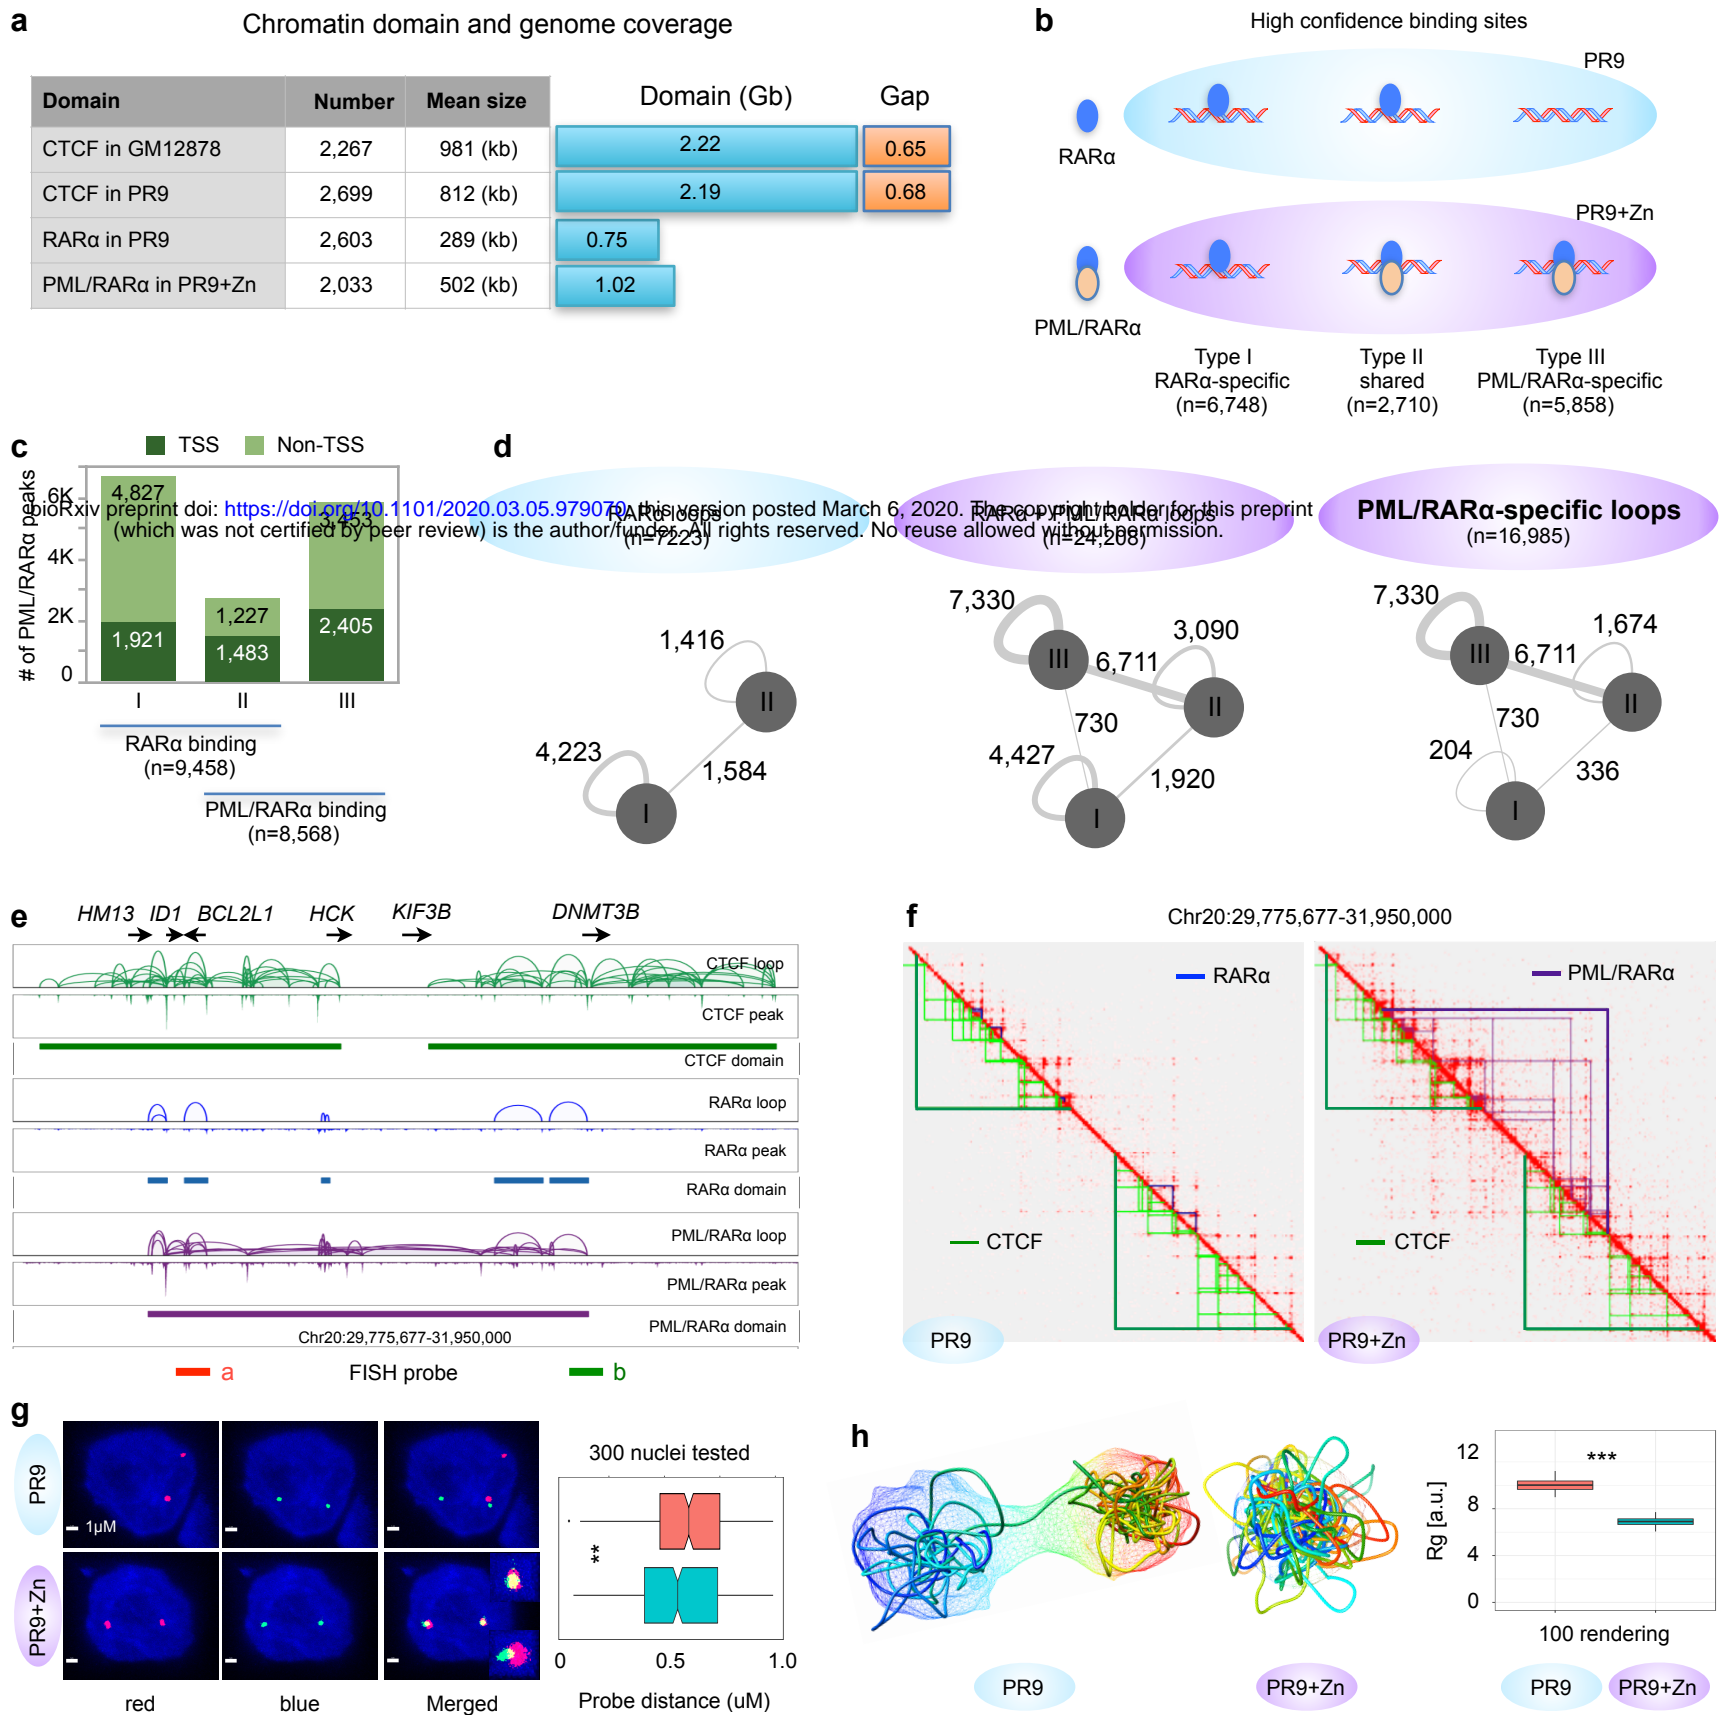 a
Chromatin domain and genome coverage
Domain Number Mean size Domain (Gb) Gap
CTCF in GM12878 2,267 981 (kb) 2.22 0.65
CTCF in PR9 2,699 812 (kb) 2.19 0.68
RARα in PR9 2,603 289 (kb) 0.75
PML/RARα in PR9+Zn 2,033 502 (kb) 1.02
b
High confidence binding sites
PR9
RARα
PR9+Zn
PML/RARα
Type I
RARα-specific
(n=6,748)
Type II
shared
(n=2,710)
Type III
PML/RARα-specific
(n=5,858)
c
TSS Non-TSS
# of PML/RARα peaks
6K
4K
2K
0
4,827
1,921
1,227
1,483
3,453
2,405
I II III
RARα binding
(n=9,458)
PML/RARα binding
(n=8,568)
bioRxiv preprint doi: https://doi.org/10.1101/2020.03.05.979070; this version posted March 6, 2020. The copyright holder for this preprint
(which was not certified by peer review) is the author/funder. All rights reserved. No reuse allowed without permission.
d
RARα loops
(n=7223)
1,416
II
4,223
1,584
I
RARα + PML/RARα loops
(n=24,208)
7,330
3,090
III
6,711
II
730
4,427
1,920
I
PML/RARα-specific loops
(n=16,985)
7,330
1,674
III
6,711
II
730
204
336
I
e
HM13 ID1 BCL2L1 HCK KIF3B DNMT3B
CTCF loop
CTCF peak
CTCF domain
RARα loop
RARα peak
RARα domain
PML/RARα loop
PML/RARα peak
PML/RARα domain
Chr20:29,775,677-31,950,000
a FISH probe b
f
Chr20:29,775,677-31,950,000
RARα
CTCF
PR9
PML/RARα
CTCF
PR9+Zn
g
PR9
1µM
PR9+Zn
red blue Merged
300 nuclei tested
**
0 0.5 1.0
Probe distance (uM)
h
PR9 PR9+Zn
Rg [a.u.]
12
8
4
0
***
100 rendering
PR9 PR9+Zn